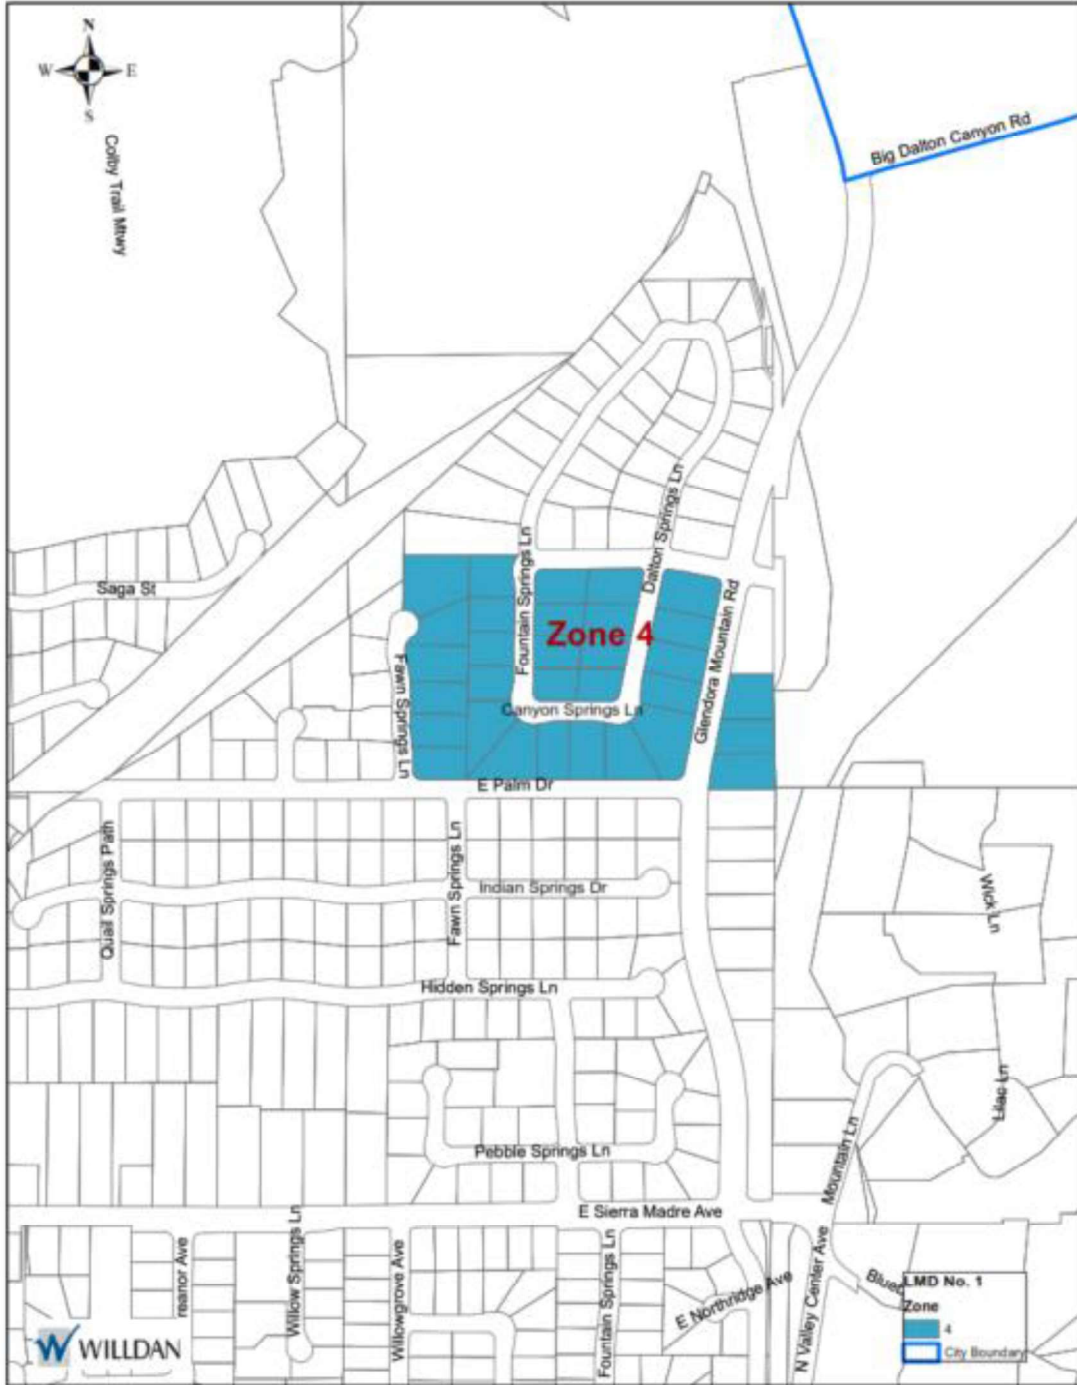 N
W E
S
Colby Trail Mtwy
Big Dalton Canyon Rd
Dalton Springs Ln
Fountain Springs Ln
Saga St
Zone 4
Glendora Mountain Rd
Fawn Springs Ln
Canyon Springs Ln
E Palm Dr
Quail Springs Path
Fawn Springs Ln
Indian Springs Dr
Wick Ln
Hidden Springs Ln
Lilac Ln
Pebble Springs Ln
Mountain Ln
E Sierra Madre Ave
reanor Ave
Willow Springs Ln
Willowgrove Ave
Fountain Springs Ln
E Northridge Ave
N Valley Center Ave
Blueb
LMD No. 1
Zone
4
City Boundary
WILLDAN